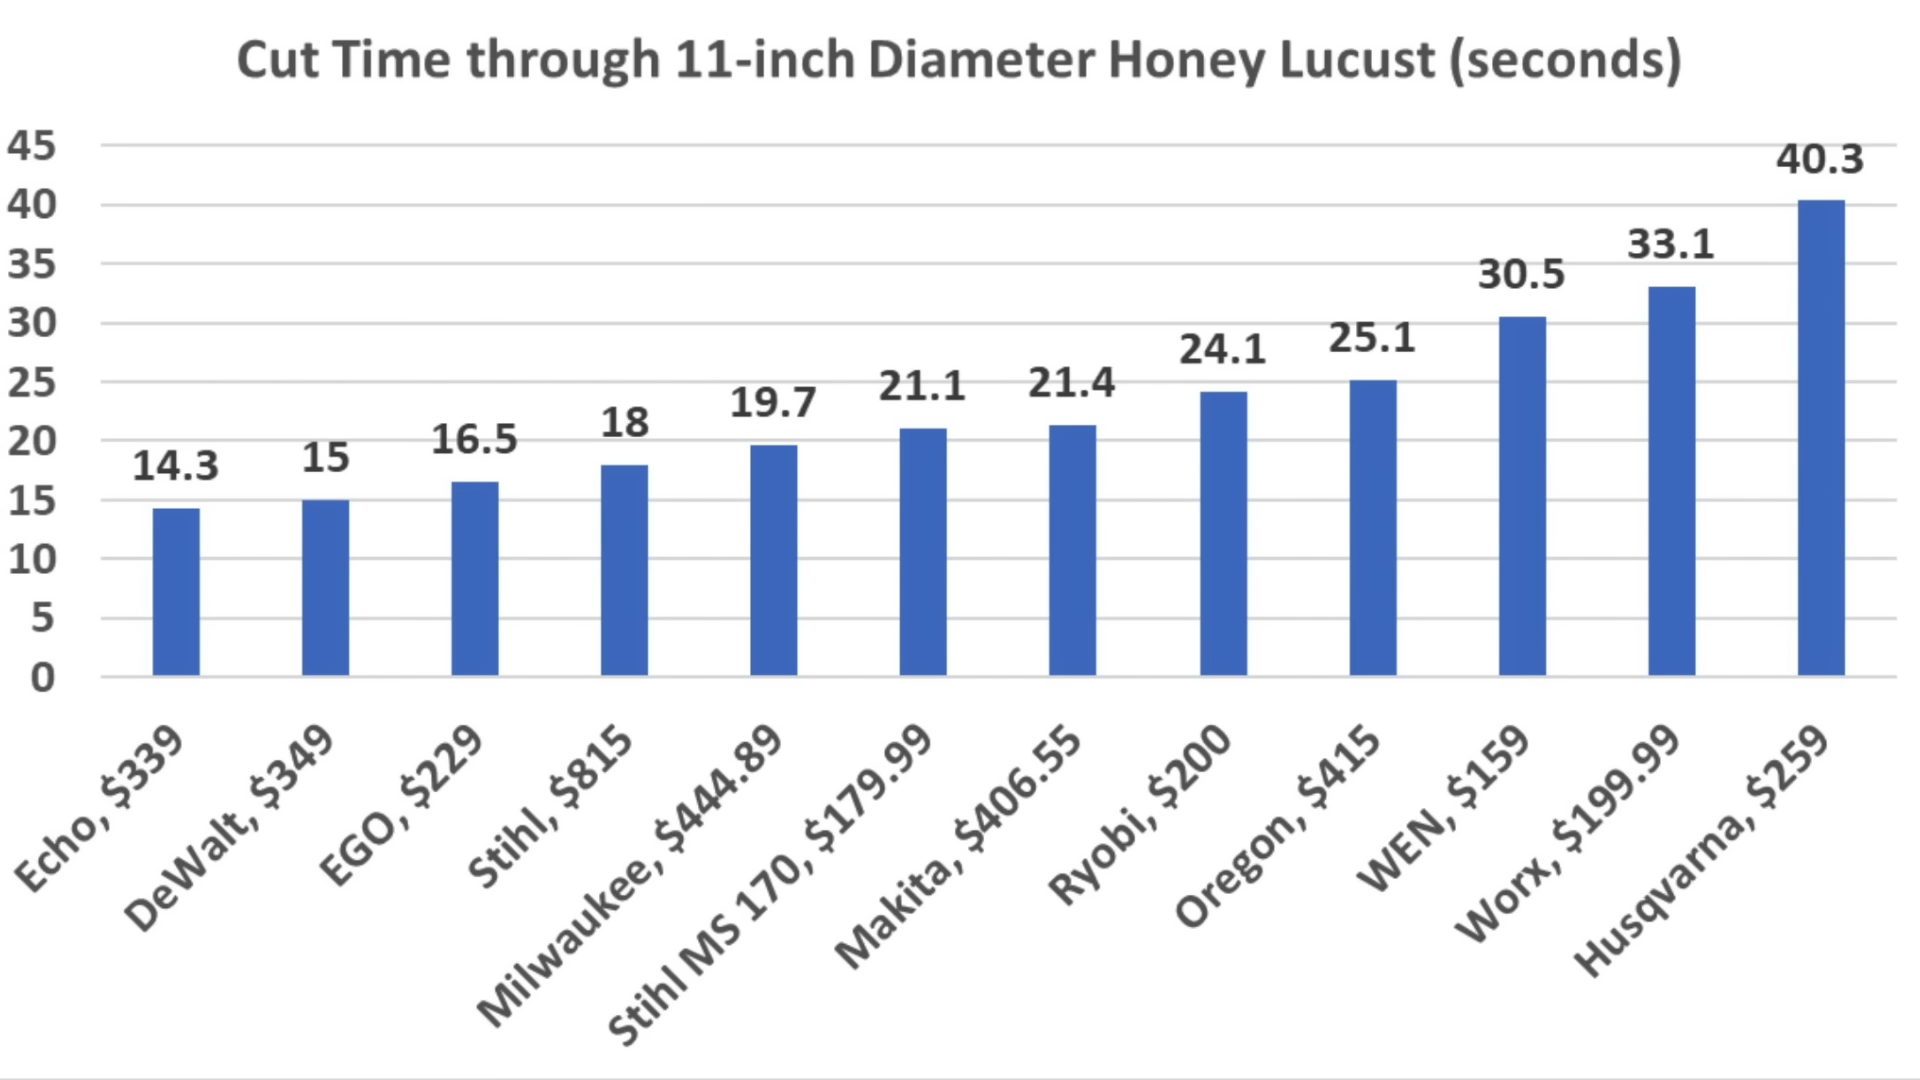 Cut Time through 11-inch Diameter Honey Lucust (seconds)
45
40
35
30
25
20
15
10
5
0
14.3
15
16.5
18
19.7
21.1
21.4
24.1
25.1
30.5
33.1
40.3
Echo, $339
DeWalt, $349
EGO, $229
Stihl, $815
Milwaukee, $444.89
Stihl MS 170, $179.99
Makita, $406.55
Ryobi, $200
Oregon, $415
WEN, $159
Worx, $199.99
Husqvarna, $259